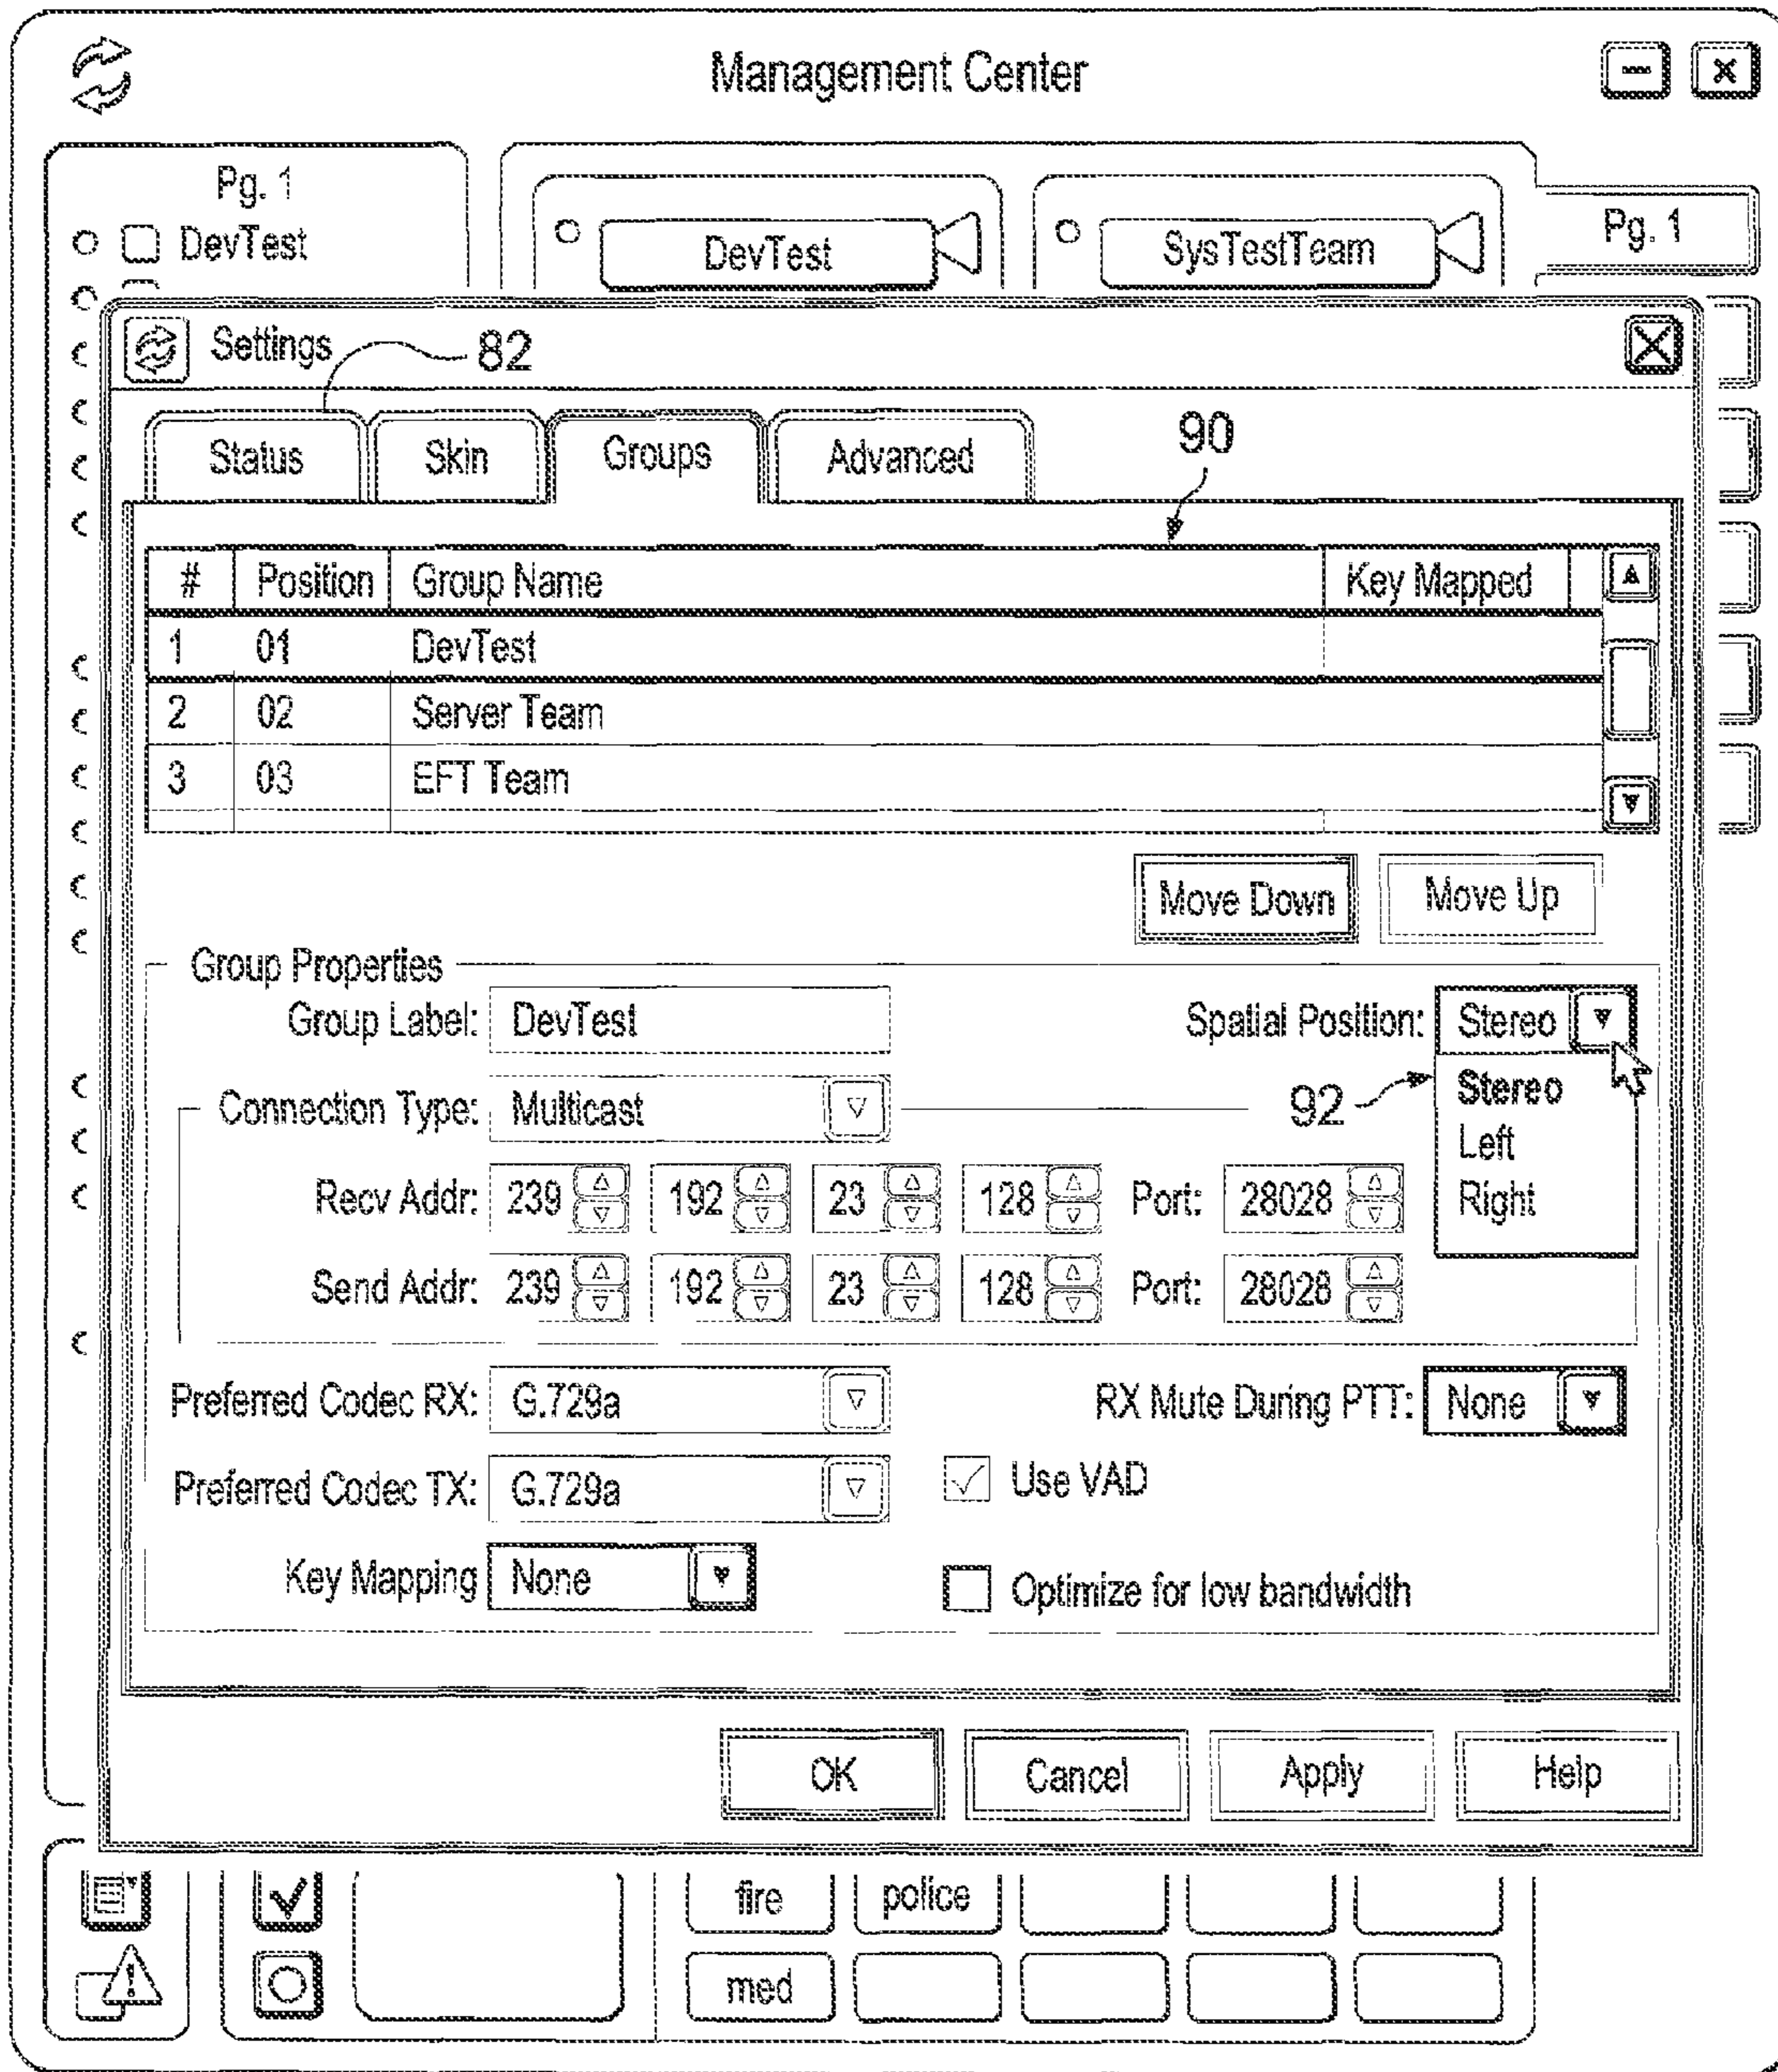 Management Center
Pg. 1
DevTest
DevTest
SysTestTeam
Pg. 1
Settings
82
Status Skin Groups Advanced
90
# Position Group Name Key Mapped
1 01 DevTest
2 02 Server Team
3 03 EFT Team
Move Down Move Up
Group Properties
Group Label: DevTest Spatial Position: Stereo
Connection Type: Multicast 92 Stereo
Left
Recv Addr: 239 192 23 128 Port: 28028 Right
Send Addr: 239 192 23 128 Port: 28028
Preferred Codec RX: G.729a RX Mute During PTT: None
Preferred Codec TX: G.729a Use VAD
Key Mapping None Optimize for low bandwidth
OK Cancel Apply Help
fire police
med